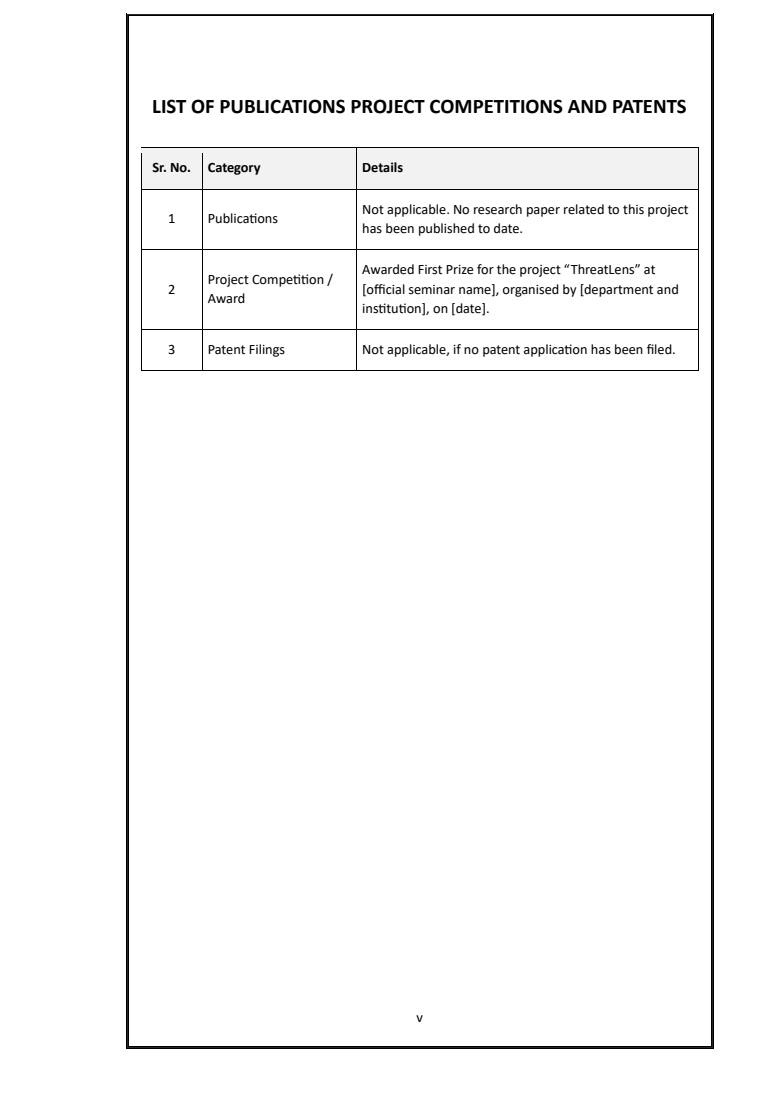 LIST OF PUBLICATIONS PROJECT COMPETITIONS AND PATENTS
Sr. No. Category Details
1 Publications Not applicable. No research paper related to this project
has been published to date.
2 Project Competition /
Award
Awarded First Prize for the project “ThreatLens” at
[official seminar name], organised by [department and
institution], on [date].
3 Patent Filings Not applicable, if no patent application has been filed.
v